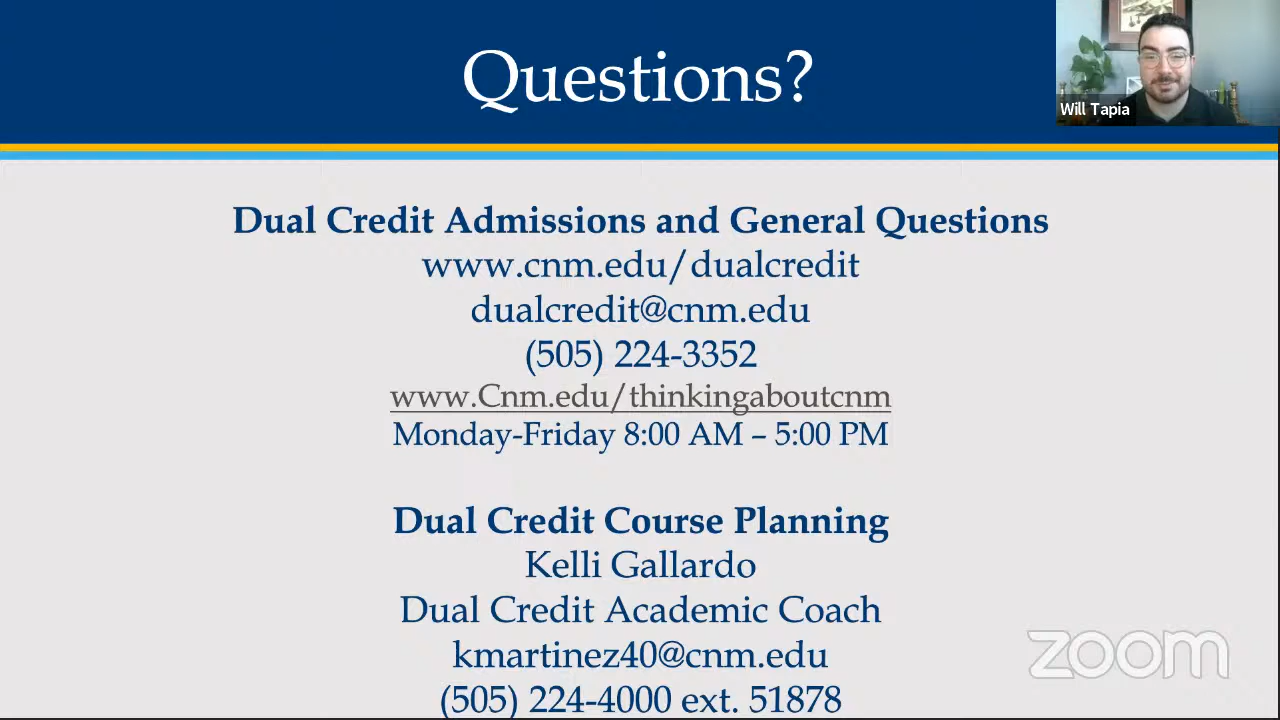 Questions?
Will Tapia
Dual Credit Admissions and General Questions
www.cnm.edu/dualcredit
dualcredit@cnm.edu
(505) 224-3352
www.Cnm.edu/thinkingaboutcnm
Monday-Friday 8:00 AM – 5:00 PM
Dual Credit Course Planning
Kelli Gallardo
Dual Credit Academic Coach
kmartinez40@cnm.edu
(505) 224-4000 ext. 51878
zoom